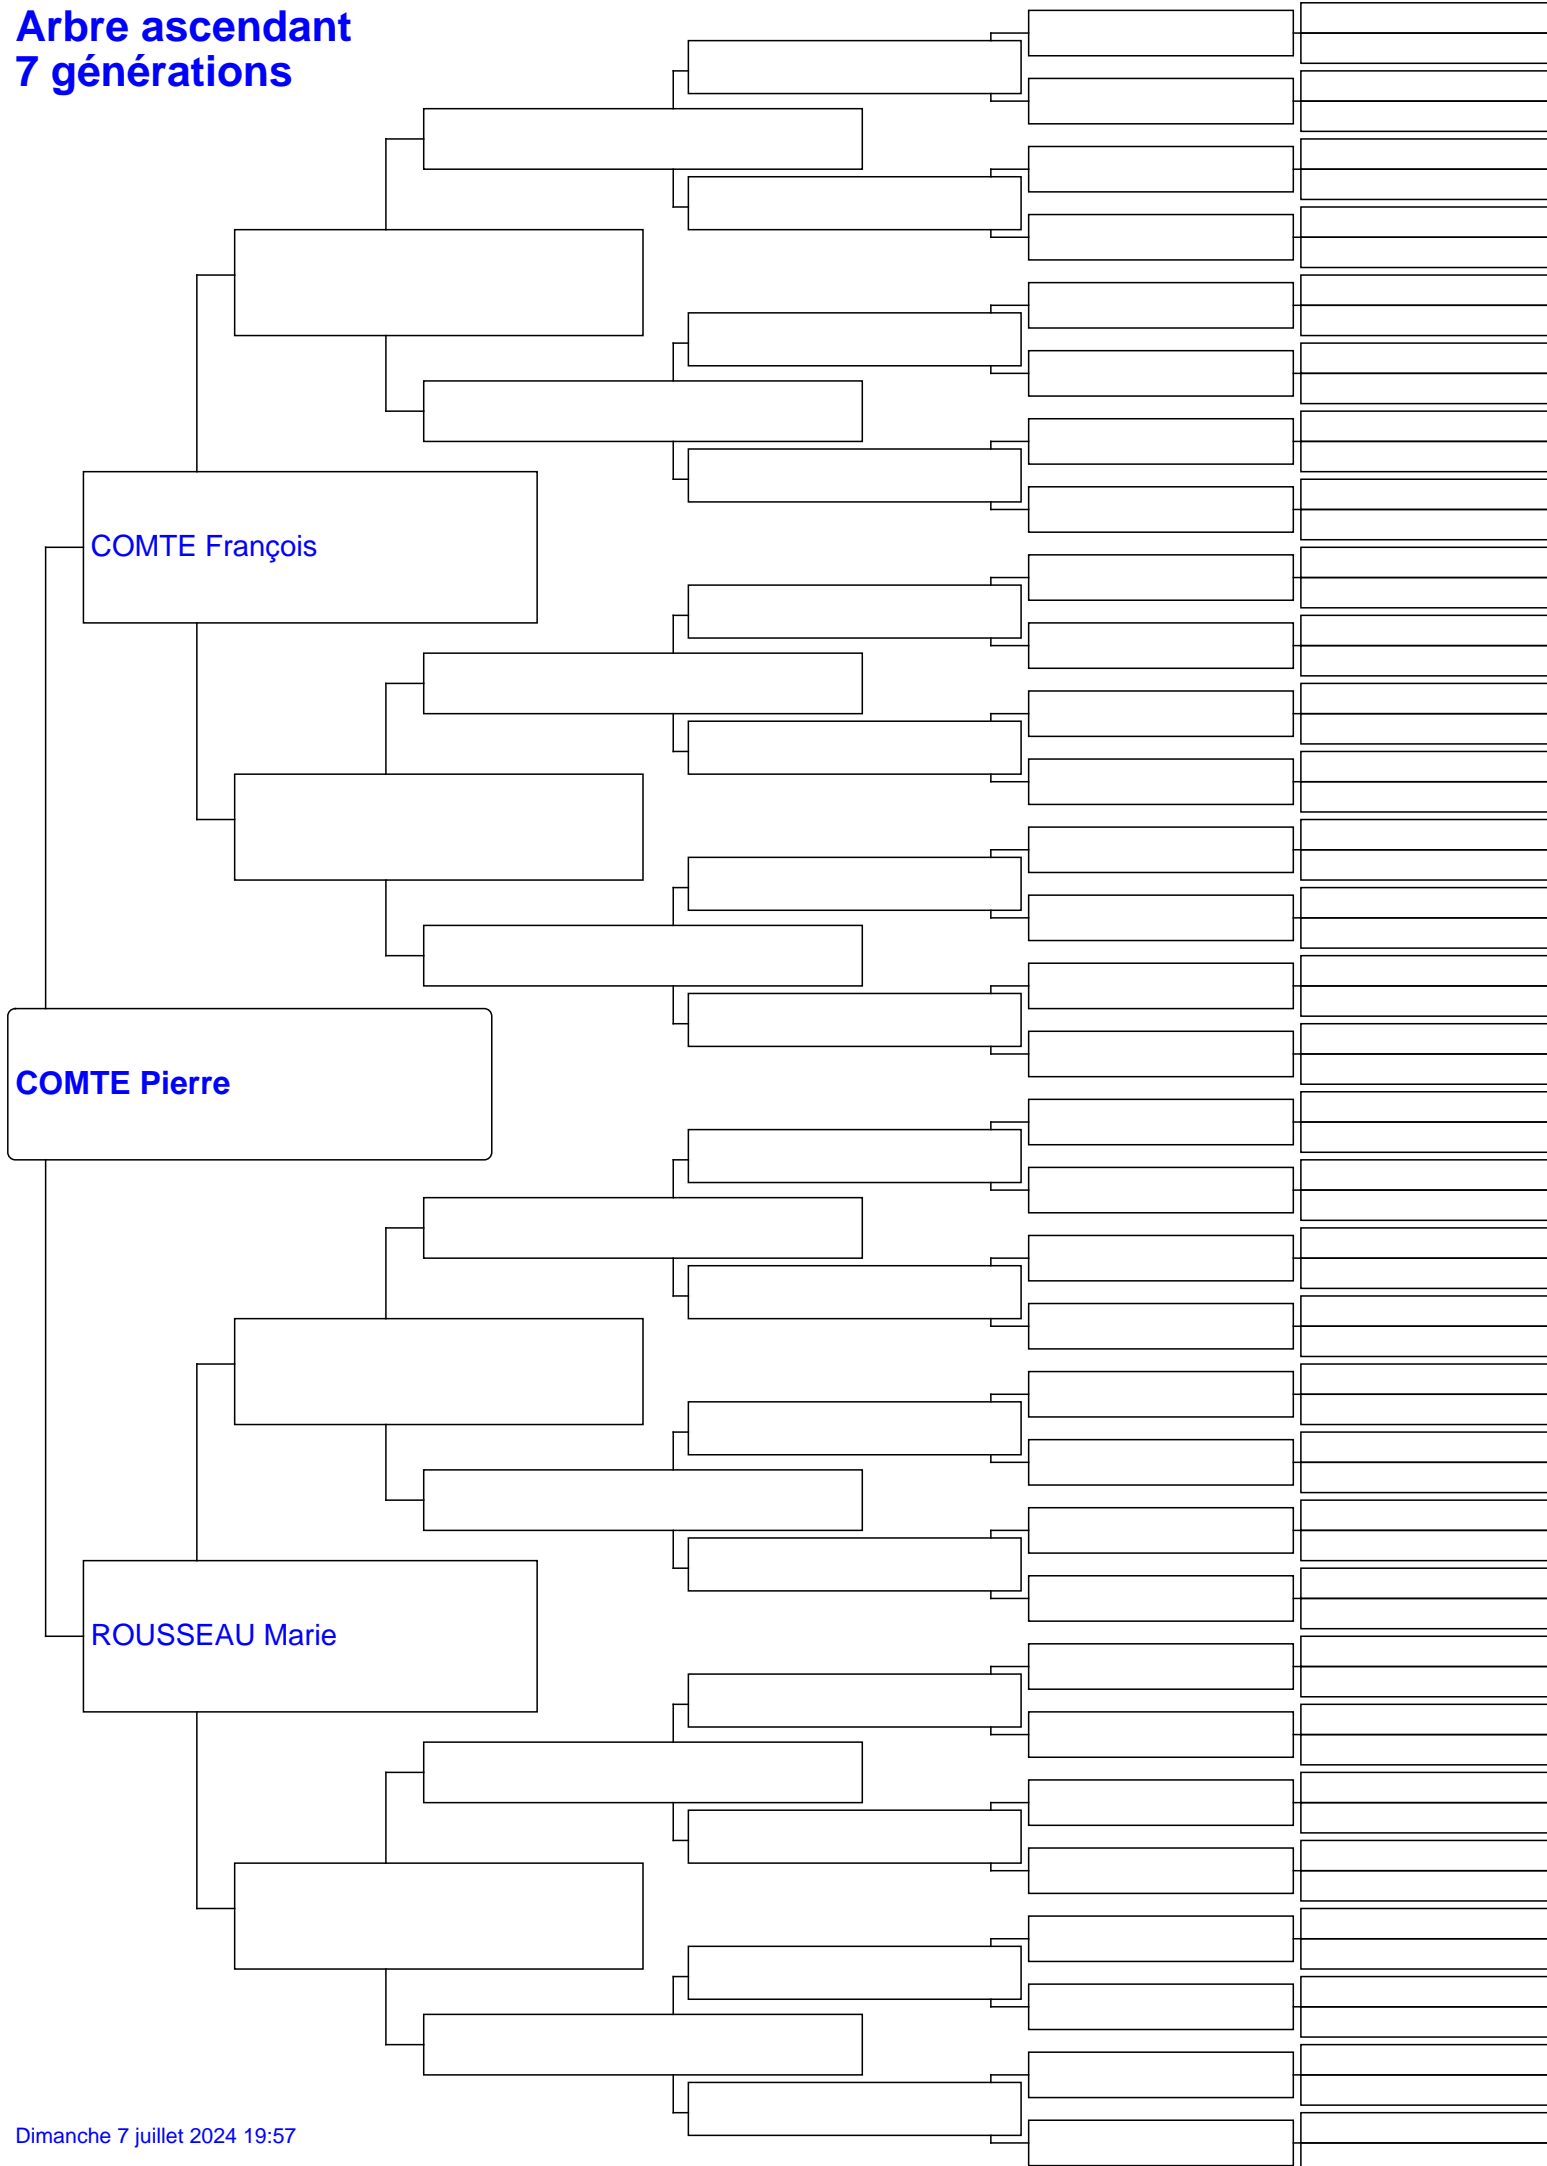 Arbre ascendant
7 générations
COMTE François
COMTE Pierre
ROUSSEAU Marie
Dimanche 7 juillet 2024 19:57